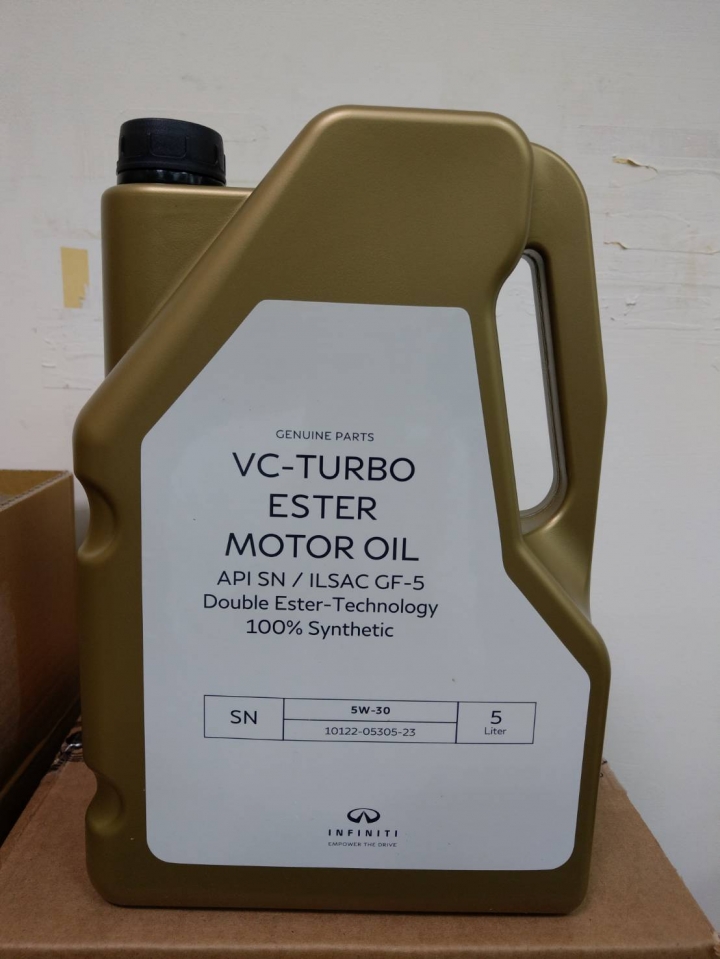 GENUINE PARTS
VC-TURBO
ESTER
MOTOR OIL
API SN / ILSAC GF-5
Double Ester-Technology
100% Synthetic
SN
5W-30
10122-05305-23
5
Liter
INFINITI
EMPOWER THE DRIVE